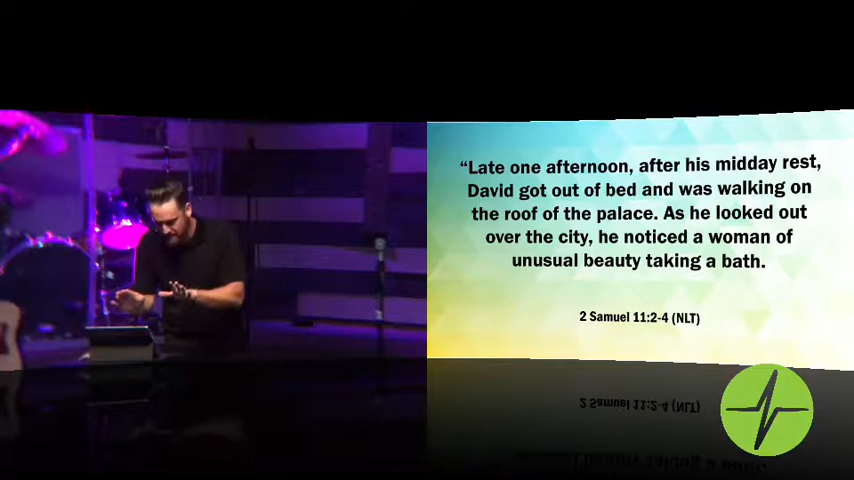 “Late one afternoon, after his midday rest,
David got out of bed and was walking on
the roof of the palace. As he looked out
over the city, he noticed a woman of
unusual beauty taking a bath.
2 Samuel 11:2-4 (NLT)